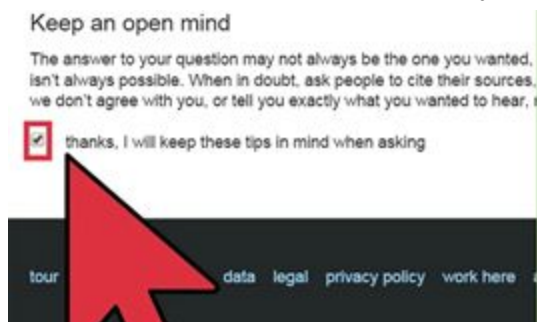 Keep an open mind
The answer to your question may not always be the one you wanted,
isn't always possible. When in doubt, ask people to cite their sources,
we don't agree with you, or tell you exactly what you wanted to hear,
thanks, I will keep these tips in mind when asking
tour data legal privacy policy work here